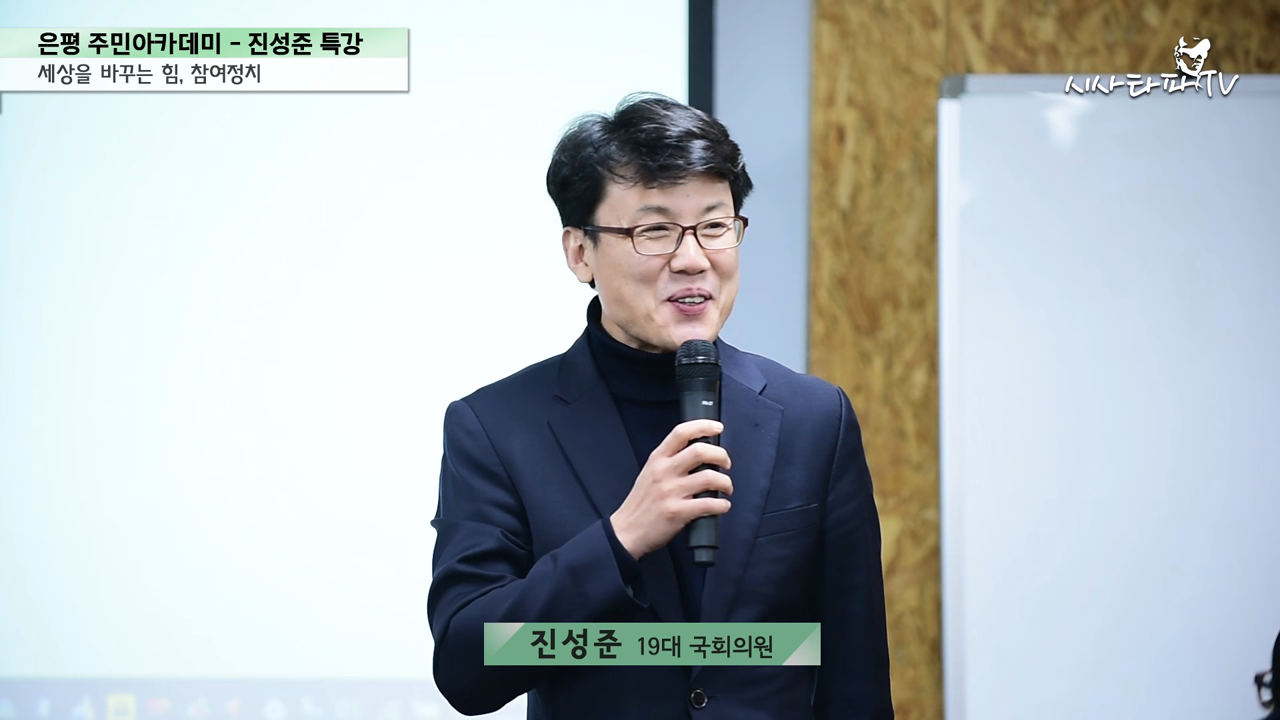 은평 주민아카데미 - 진성준 특강
세상을 바꾸는 힘, 참여정치
시사타파TV
진성준 19대 국회의원